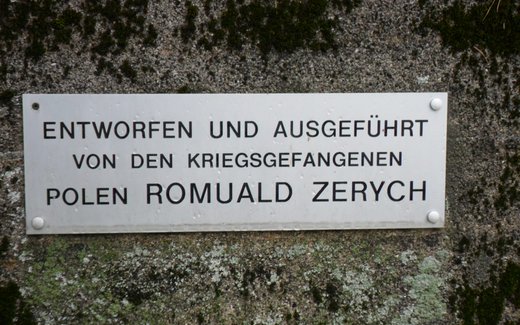 ENTWORFEN UND AUSGEFÜHRT
VON DEN KRIEGSGEFANGENEN
POLEN ROMUALD ZERYCH